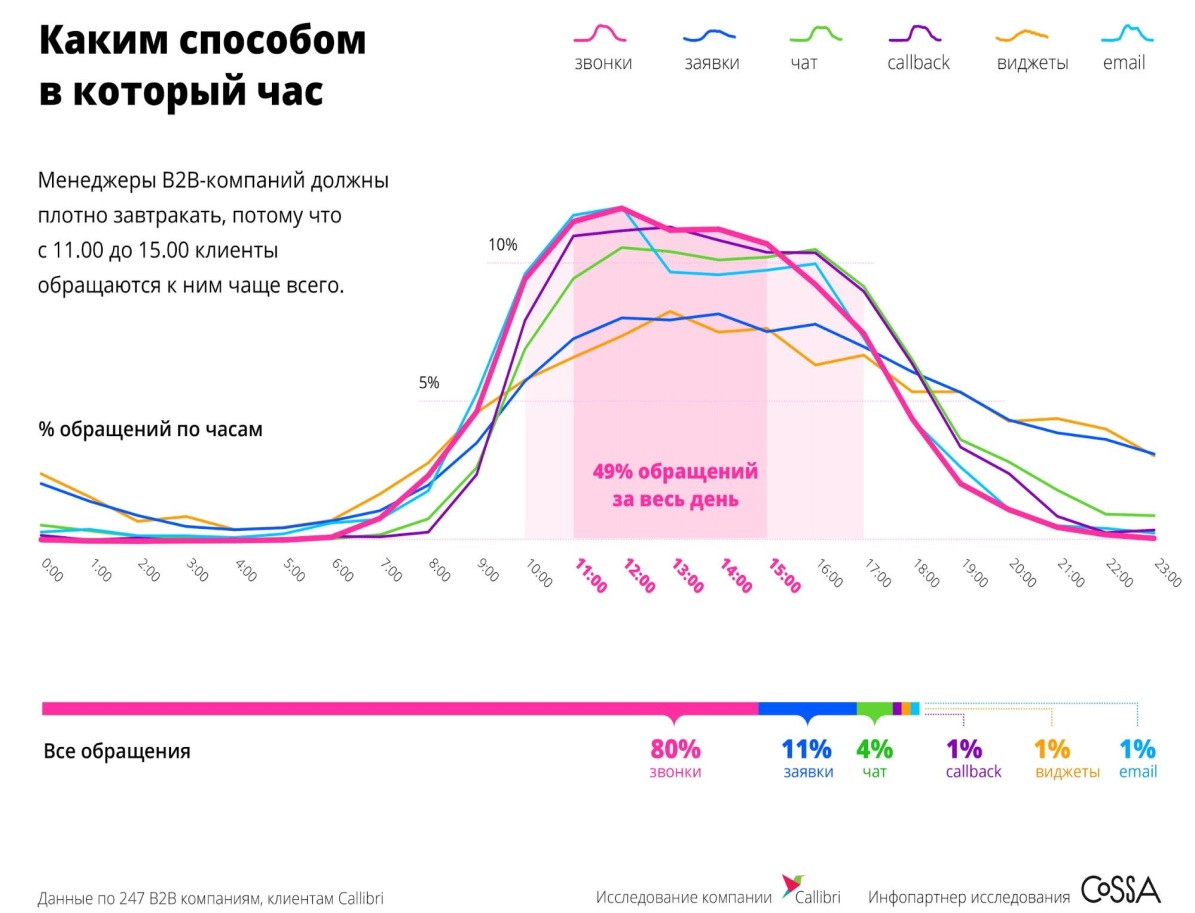 Каким способом
в который час
звонки
заявки
чат
callback
виджеты
email
Менеджеры B2B-компаний должны
плотно завтракать, потому что
с 11.00 до 15.00 клиенты
обращаются к ним чаще всего.
10%
5%
% обращений по часам
49% обращений
за весь день
0:00
1:00
2:00
3:00
4:00
5:00
6:00
7:00
8:00
9:00
10:00
11:00
12:00
13:00
14:00
15:00
16:00
17:00
18:00
19:00
20:00
21:00
22:00
23:00
Все обращения
80%
звонки
11%
заявки
4%
чат
1%
callback
1%
виджеты
1%
email
Данные по 247 B2B компаниям, клиентам Callibri
Исследование компании Callibri
Инфопартнер исследования CoSSA